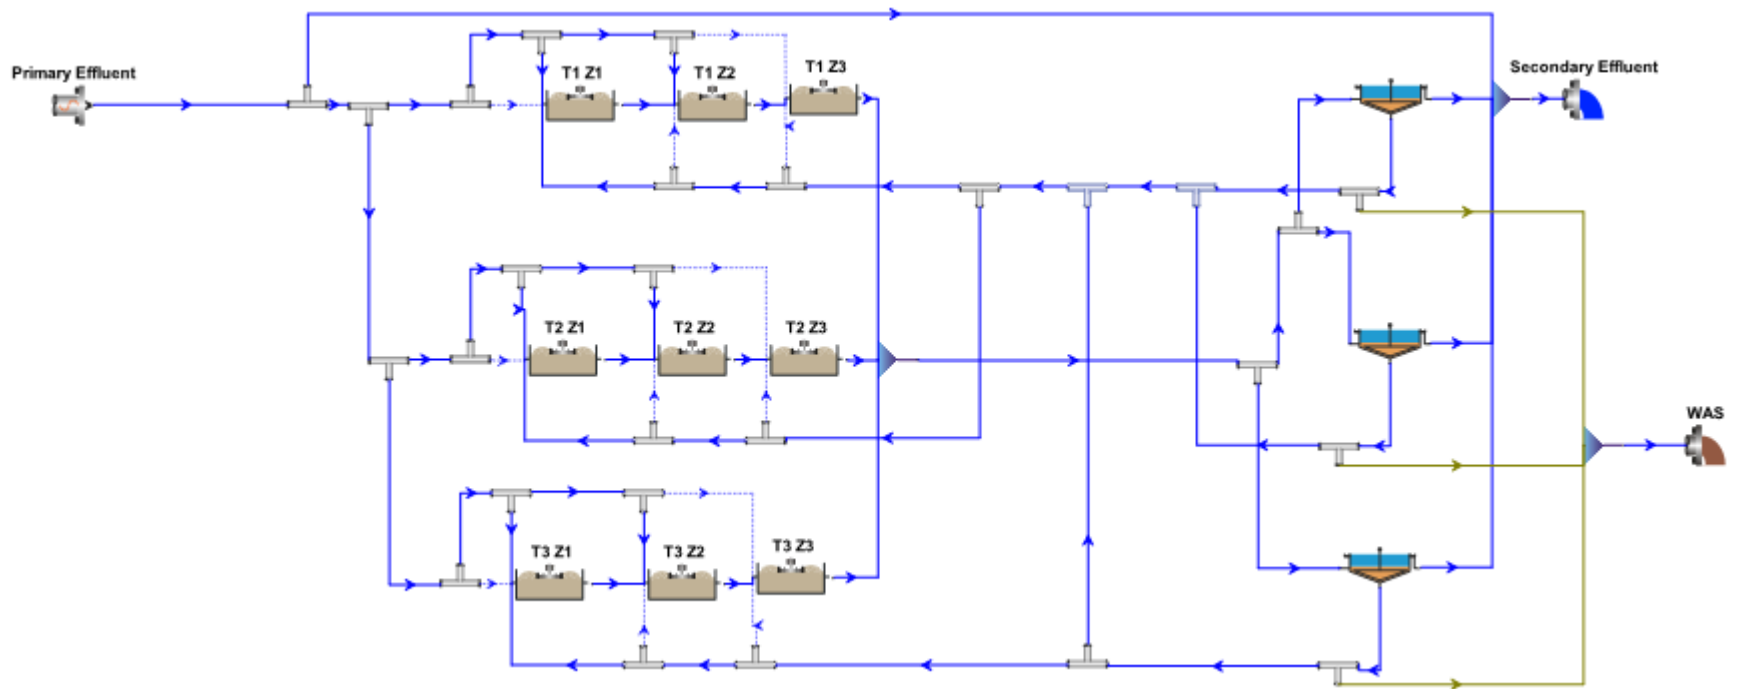 Primary Effluent
T1 Z1
T1 Z2
T1 Z3
Secondary Effluent
T2 Z1
T2 Z2
T2 Z3
WAS
T3 Z1
T3 Z2
T3 Z3